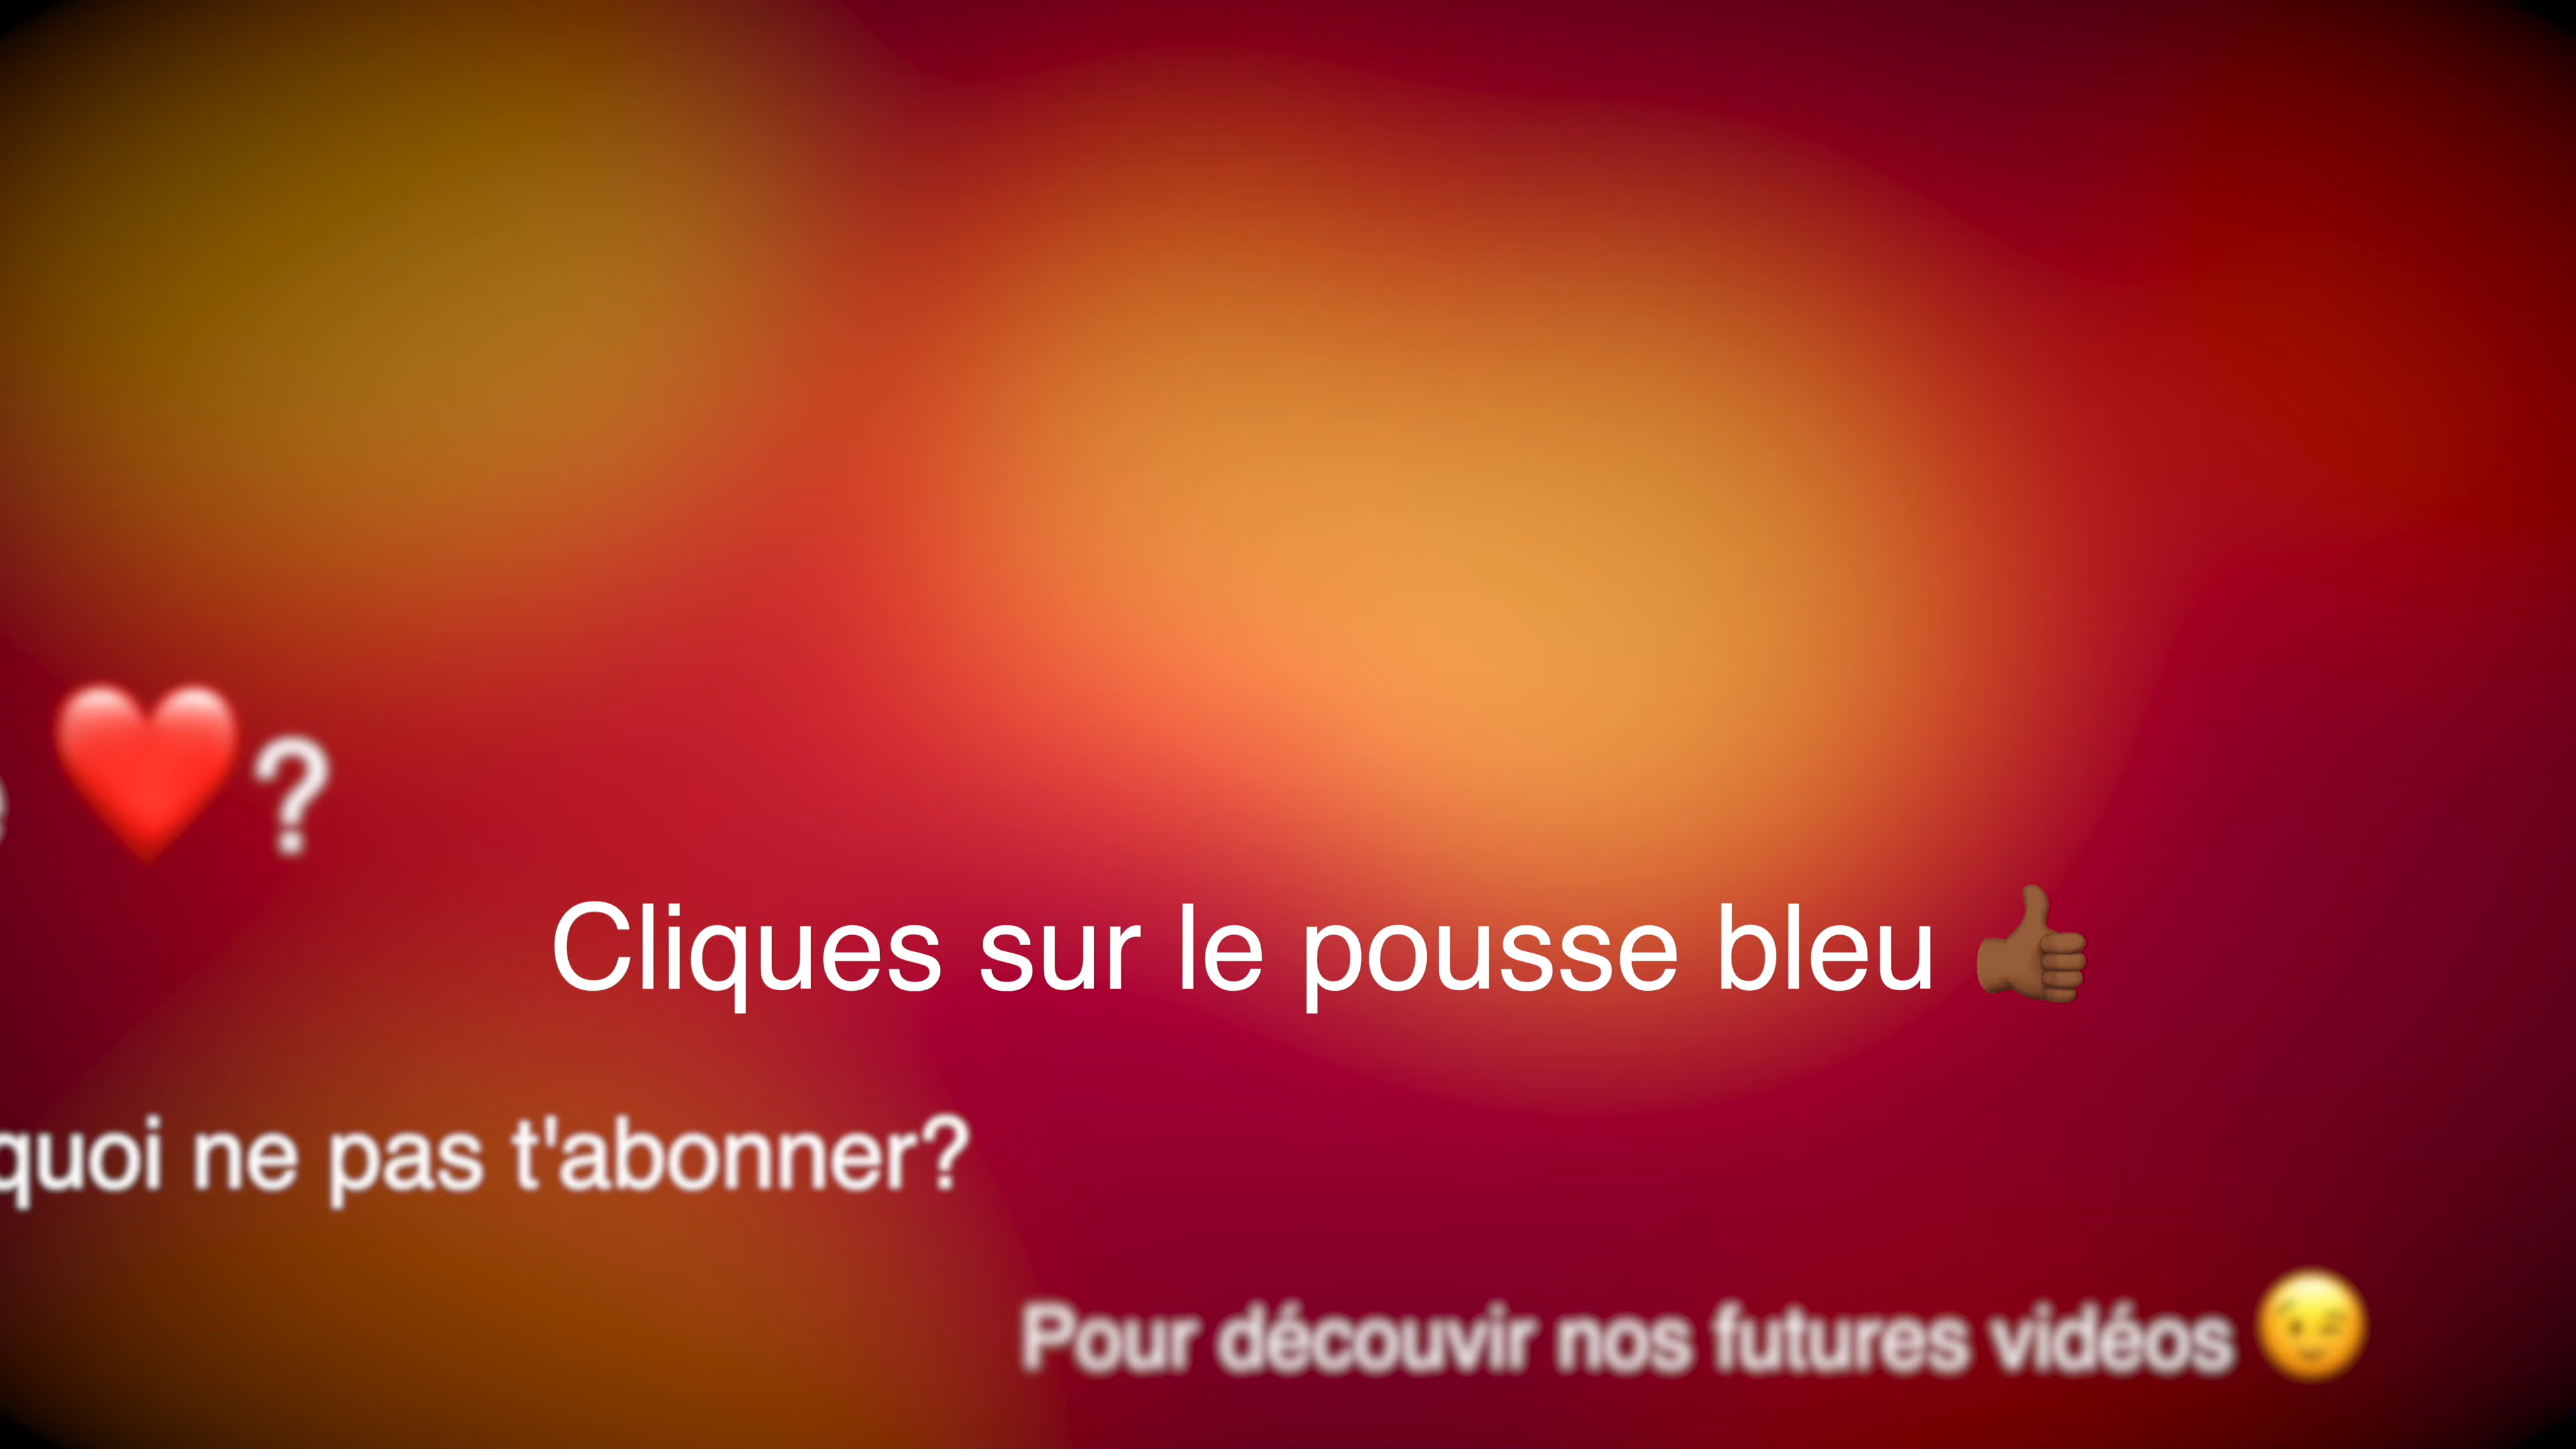 ❤️?
Cliques sur le pousse bleu 👍🏾
quoi ne pas t'abonner?
Pour découvir nos futures vidéos 😉